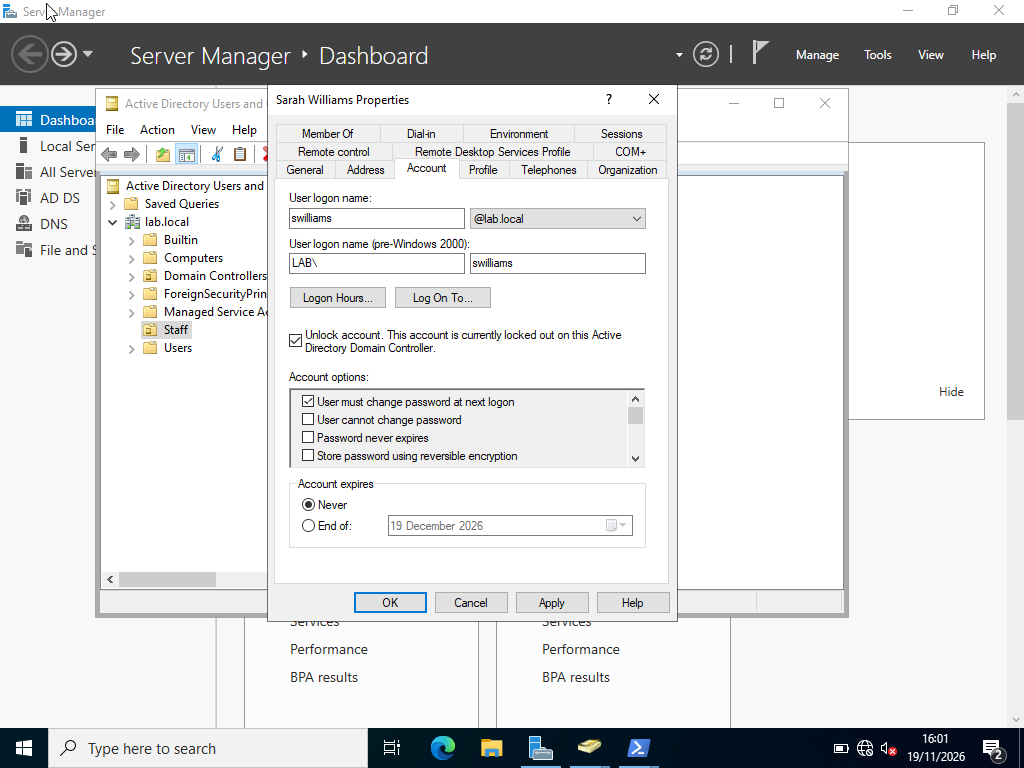 Server Manager
Server Manager • Dashboard
Manage
Tools
View
Help
Dashboa
Local Ser
All Server
AD DS
DNS
File and S
Active Directory Users and
File Action View Help
Active Directory Users and
Saved Queries
lab.local
Builtin
Computers
Domain Controllers
ForeignSecurityPrin
Managed Service Ac
Staff
Users
Sarah Williams Properties
?
Member Of Dial-in Environment Sessions
Remote control Remote Desktop Services Profile COM+
General Address Account Profile Telephones Organization
User logon name:
swilliams @lab.local
User logon name (pre-Windows 2000):
LAB\ swilliams
Logon Hours... Log On To...
Unlock account. This account is currently locked out on this Active
Directory Domain Controller.
Account options:
User must change password at next logon
User cannot change password
Password never expires
Store password using reversible encryption
Account expires
Never
End of: 19 December 2026
OK Cancel Apply Help
Hide
Services
Performance
BPA results
Services
Performance
BPA results
Type here to search
16:01
19/11/2026
2